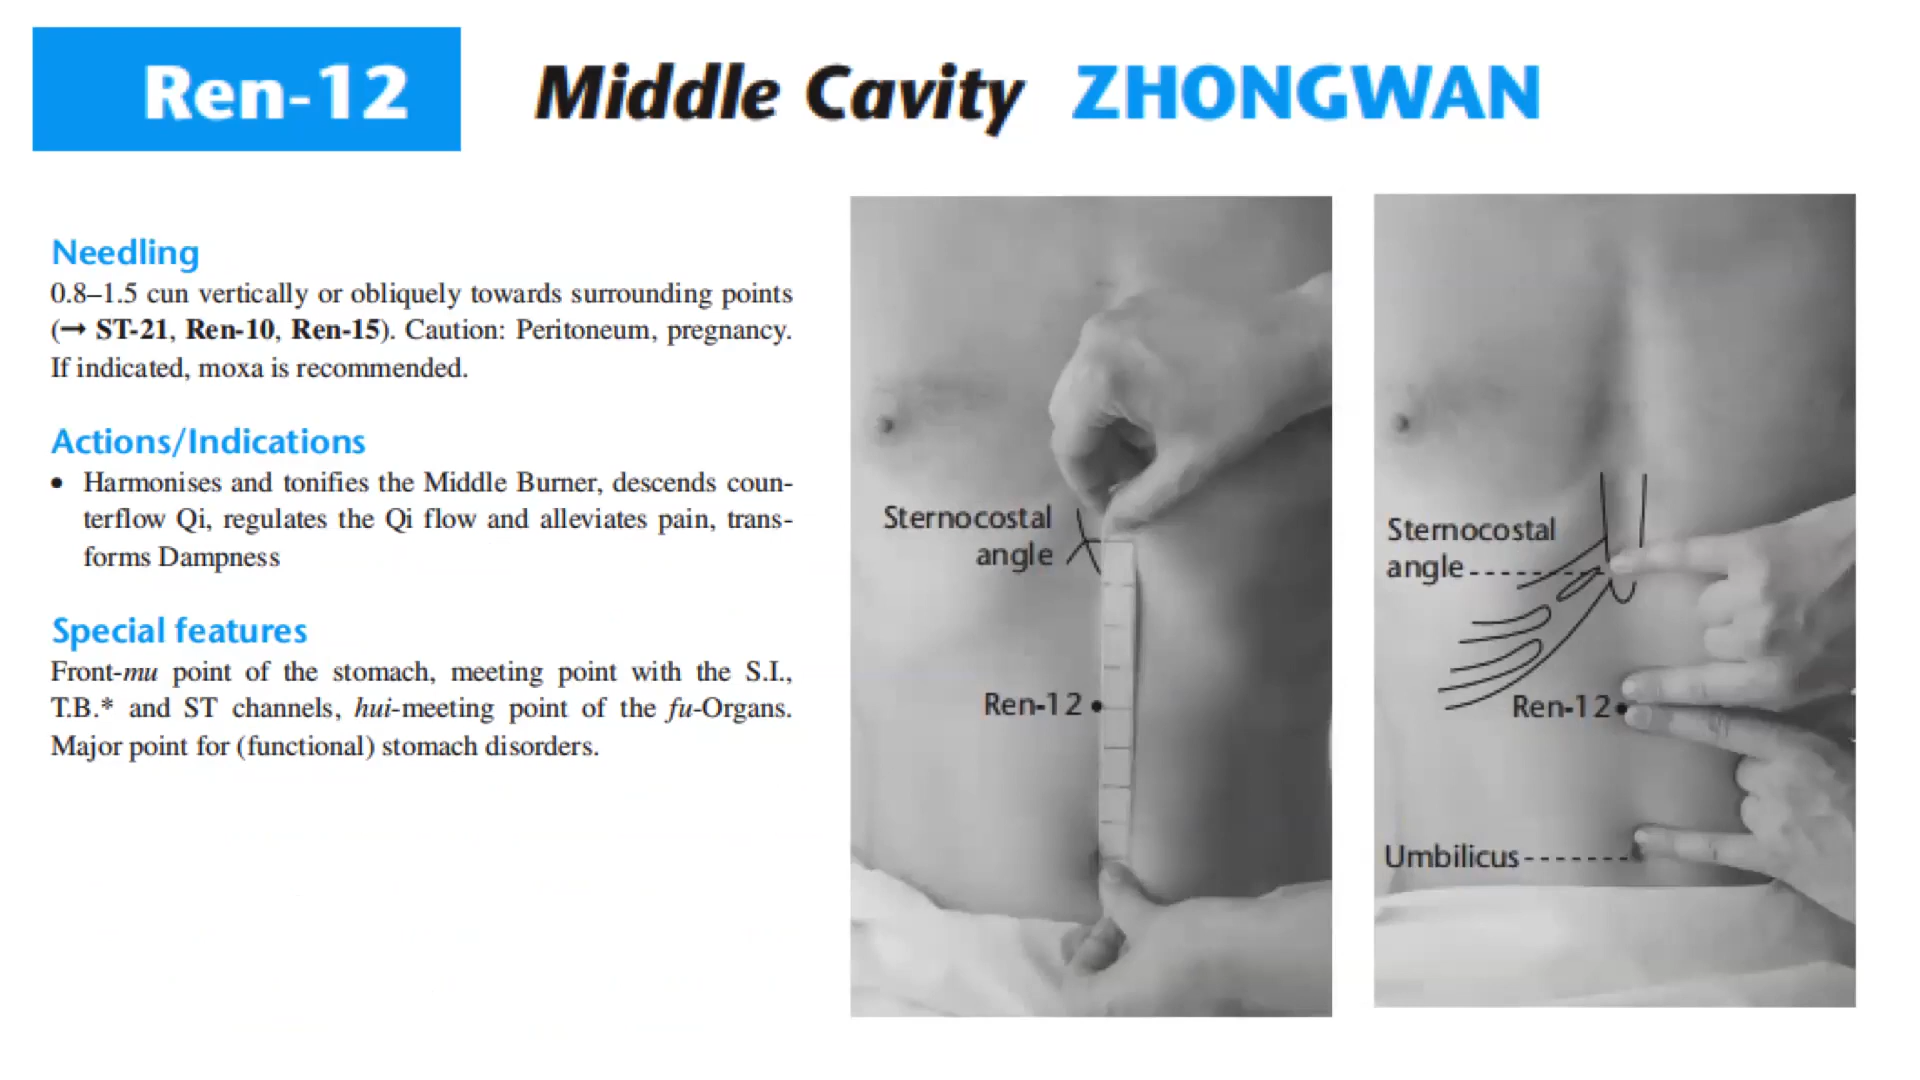 Ren-12 Middle Cavity ZHONGWAN
Needling
0.8–1.5 cun vertically or obliquely towards surrounding points
(→ ST-21, Ren-10, Ren-15). Caution: Peritoneum, pregnancy.
If indicated, moxa is recommended.
Actions/Indications
• Harmonises and tonifies the Middle Burner, descends coun-
terflow Qi, regulates the Qi flow and alleviates pain, trans-
forms Dampness
Special features
Front-mu point of the stomach, meeting point with the S.I.,
T.B.* and ST channels, hui-meeting point of the fu-Organs.
Major point for (functional) stomach disorders.
Sternocostal
angle
Ren-12
Sternocostal
angle
Ren-12
Umbilicus